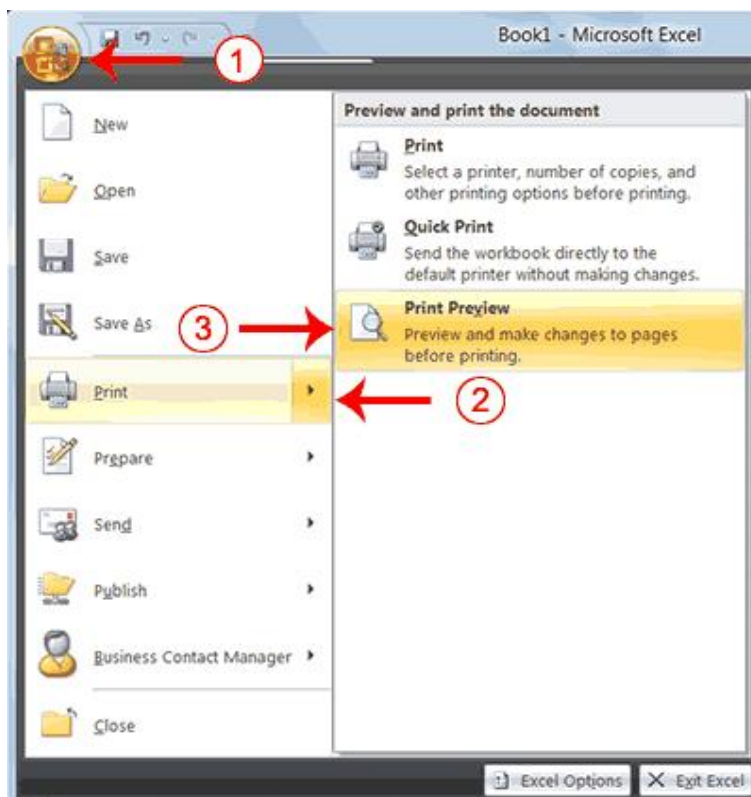 Book1 - Microsoft Excel
1
New
Open
Save
Save As
Print
Prepare
Send
Publish
Business Contact Manager
Close
Preview and print the document
Print
Select a printer, number of copies, and
other printing options before printing.
Quick Print
Send the workbook directly to the
default printer without making changes.
3
Print Preview
Preview and make changes to pages
before printing.
2
Excel Options
Exit Excel